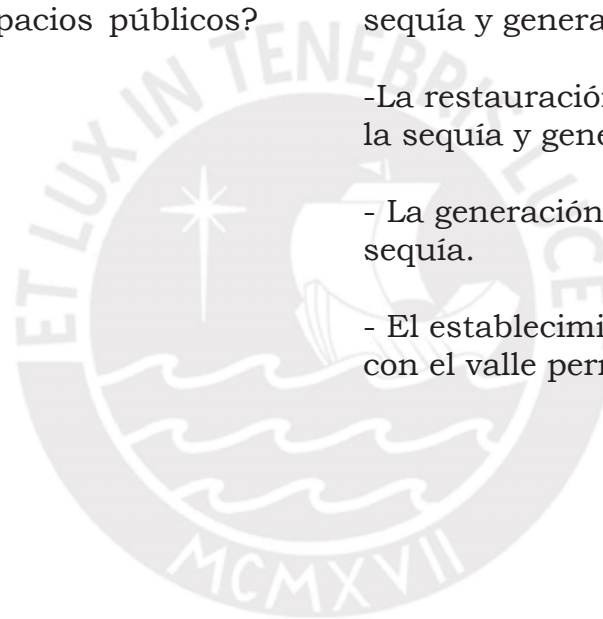 pacios públicos?
sequía y genera
-La restauración
la sequía y gene
- La generación
sequía.
- El establecimi
con el valle per
ET LUX IN TENEBRIS LUCET
MCMXVII